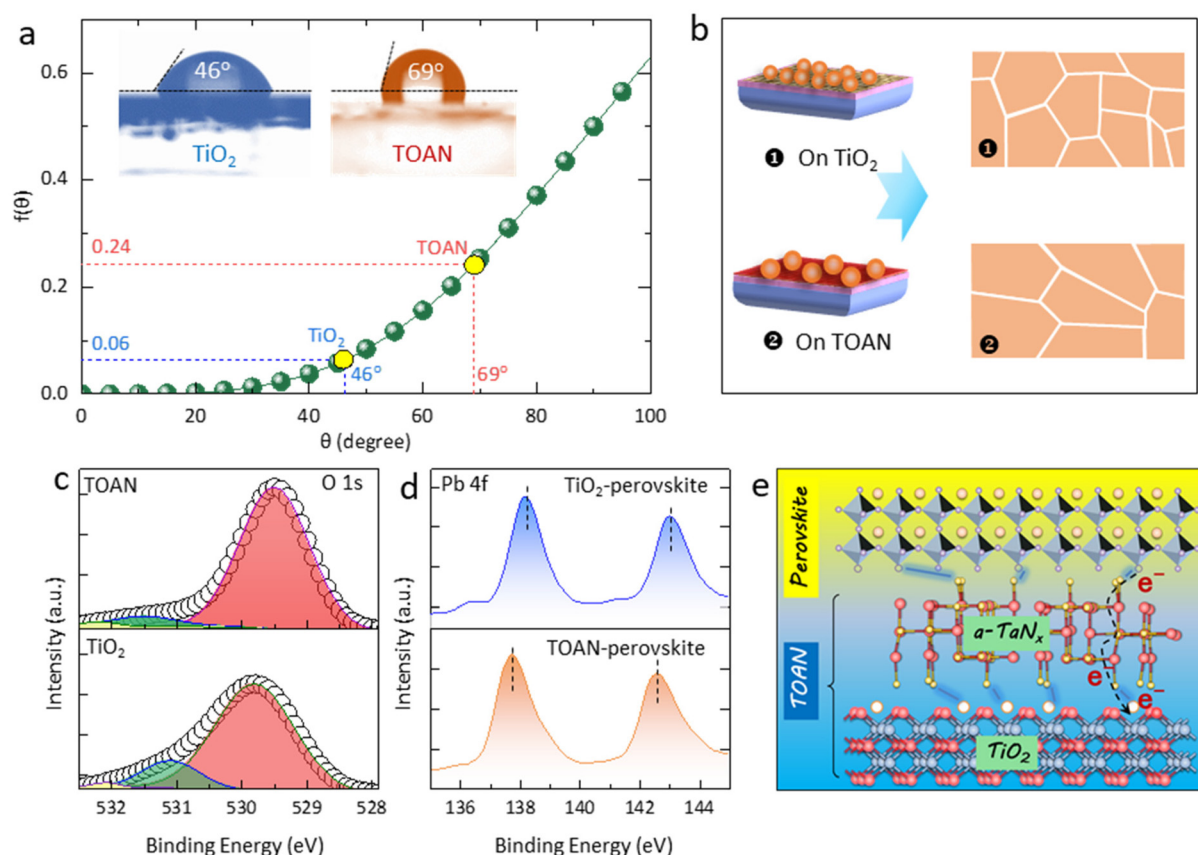 a
0.6
0.4
0.2
0.0
f(θ)
46°
TiO2
69°
TOAN
0.24
TOAN
0.06
TiO2
46°
69°
0
20
40
60
80
100
θ (degree)
b
❶ On TiO2
❶
❷ On TOAN
❷
c
TOAN
O 1s
TiO2
Intensity (a.u.)
532
531
530
529
528
Binding Energy (eV)
d
Pb 4f
TiO2-perovskite
TOAN-perovskite
Intensity (a.u.)
136
138
140
142
144
Binding Energy (eV)
e
Perovskite
TOAN
a-TaNx
TiO2
e−
e−
e−